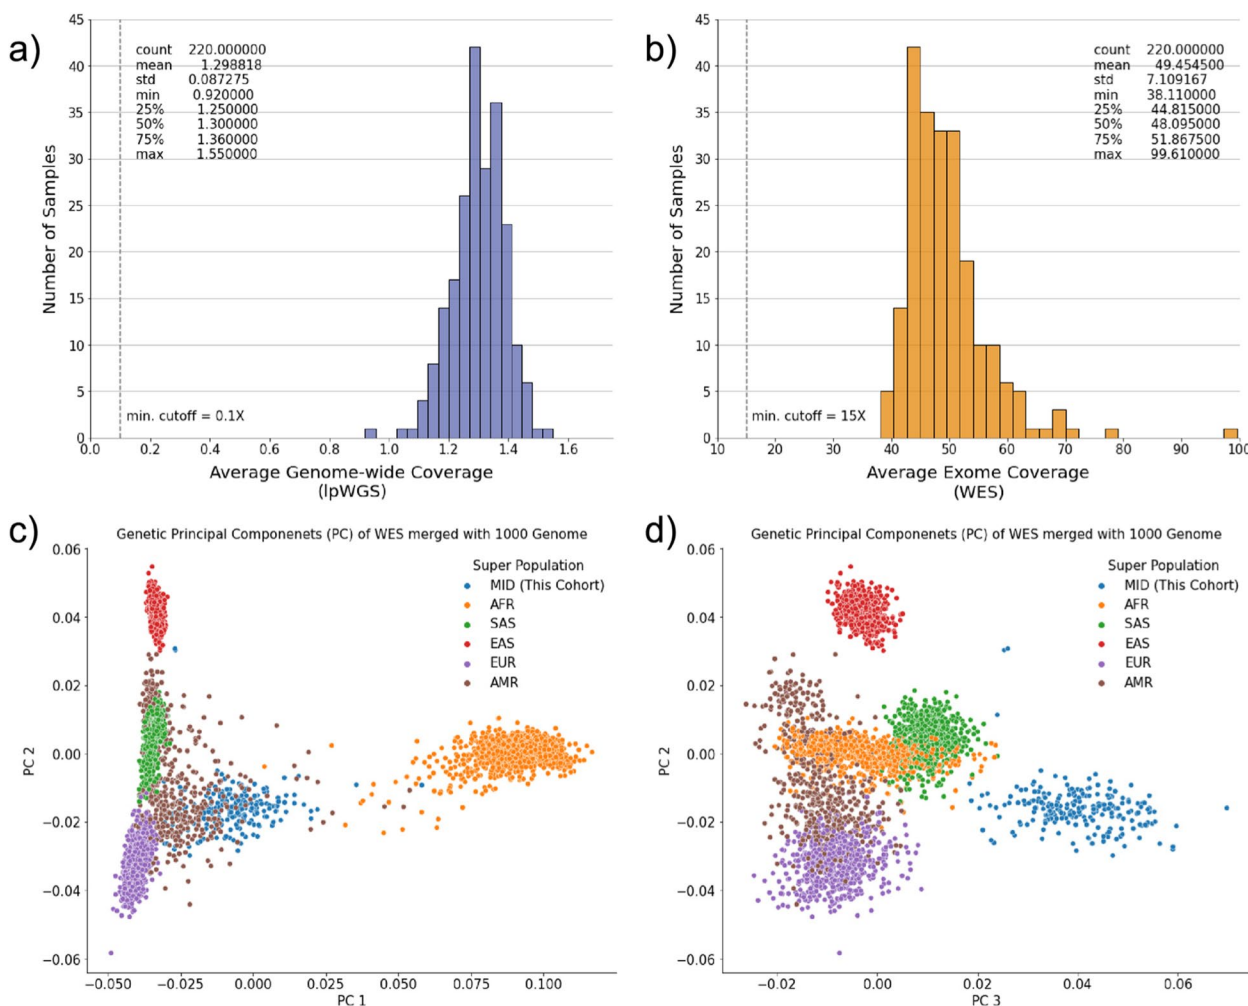 a)
45
40
35
30
25
20
15
10
5
0
count 220.000000
mean 1.298818
std 0.087275
min 0.920000
25% 1.250000
50% 1.300000
75% 1.360000
max 1.550000
min. cutoff = 0.1X
0.0 0.2 0.4 0.6 0.8 1.0 1.2 1.4 1.6
Number of Samples
Average Genome-wide Coverage
(lpWGS)
b)
45
40
35
30
25
20
15
10
5
0
count 220.000000
mean 49.454500
std 7.109167
min 38.110000
25% 44.815000
50% 48.095000
75% 51.867500
max 99.610000
min. cutoff = 15X
10 20 30 40 50 60 70 80 90 100
Number of Samples
Average Exome Coverage
(WES)
c)
Genetic Principal Componenets (PC) of WES merged with 1000 Genome
0.06
0.04
0.02
0.00
−0.02
−0.04
−0.06
PC 2
Super Population
MID (This Cohort)
AFR
SAS
EAS
EUR
AMR
−0.050 −0.025 0.000 0.025 0.050 0.075 0.100
PC 1
d)
Genetic Principal Componenets (PC) of WES merged with 1000 Genome
0.06
0.04
0.02
0.00
−0.02
−0.04
−0.06
PC 2
Super Population
MID (This Cohort)
AFR
SAS
EAS
EUR
AMR
−0.02 0.00 0.02 0.04 0.06
PC 3